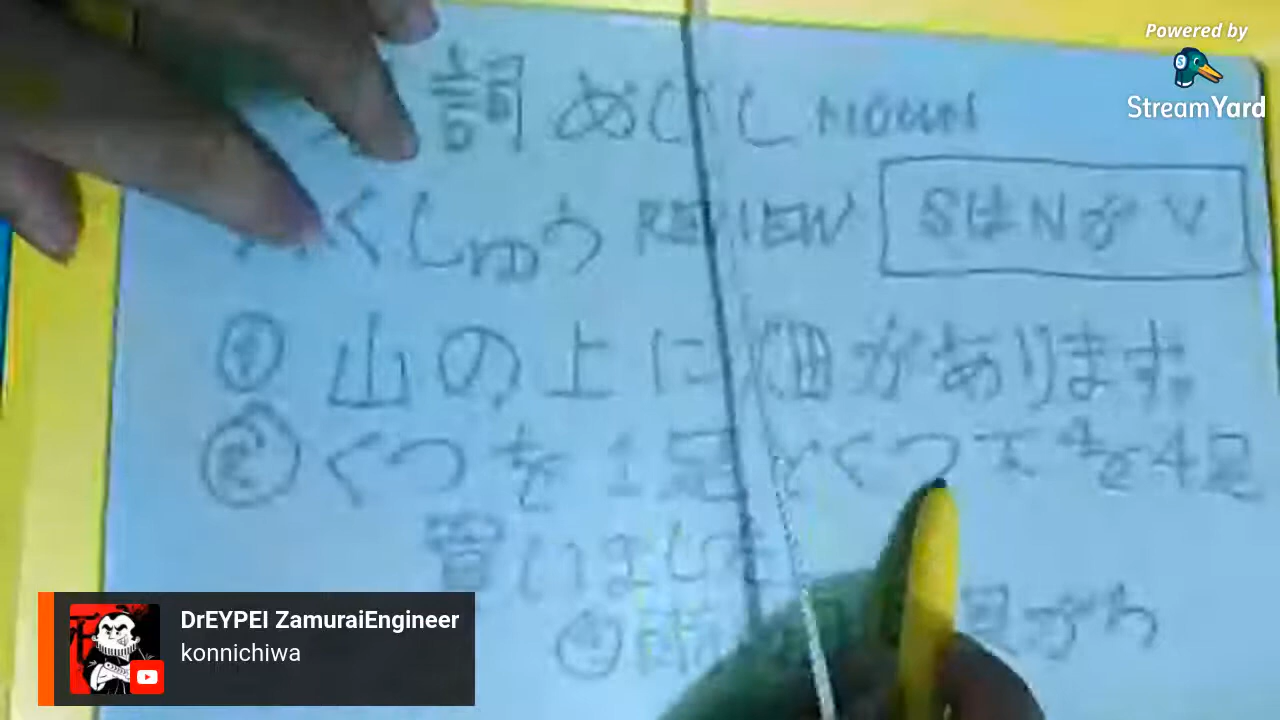 Powered by
StreamYard
詞 めいし NOUN
くしゅう REVIEW
SはNがV
① 山の上に畑があります。
② くつを1足とくつ下を4足
買いました
DrEYPEI ZamuraiEngineer
konnichiwa